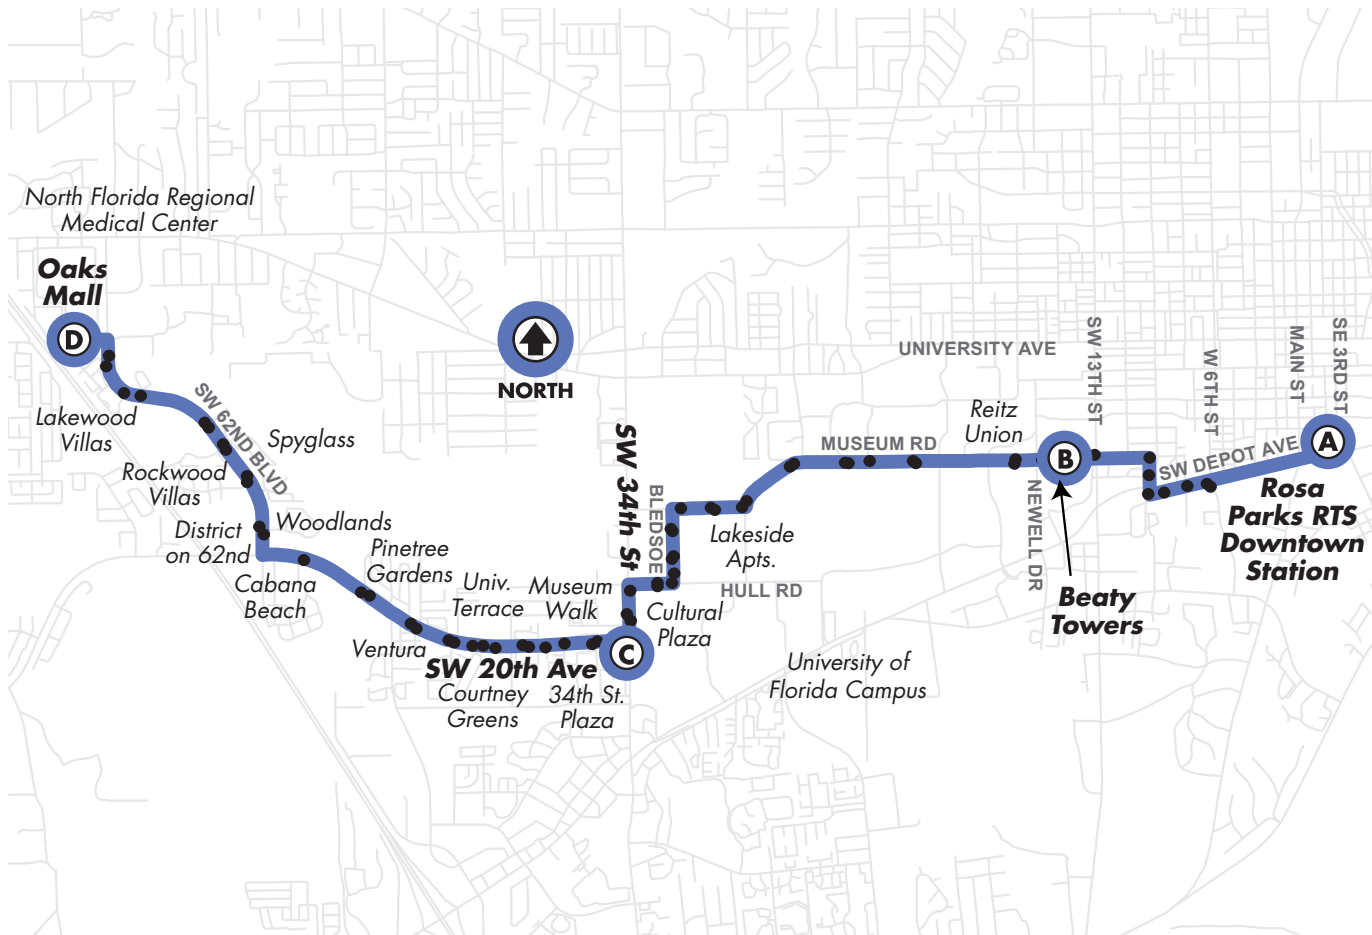 North Florida Regional
Medical Center
Oaks
Mall
D
NORTH
UNIVERSITY AVE
SW 13TH ST
W 6TH ST
MAIN ST
SE 3RD ST
Lakewood
Villas
SW 62ND BLVD
Spyglass
Rockwood
Villas
District
on 62nd
Woodlands
Cabana
Beach
Pinetree
Gardens
Univ.
Terrace
Museum
Walk
Ventura
SW 20th Ave
Courtney
Greens
34th St.
Plaza
C
SW 34th St
BLEDSOE
Cultural
Plaza
HULL RD
Lakeside
Apts.
MUSEUM RD
Reitz
Union
B
NEWELL DR
Beaty
Towers
University of
Florida Campus
SW DEPOT AVE
A
Rosa
Parks RTS
Downtown
Station